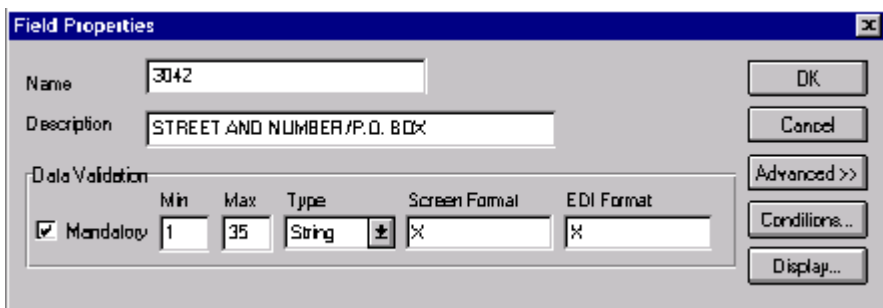 Field Properties
Name 3042 OK
Description STREET AND NUMBER/P.O. BOX Cancel
Data Validation Advanced >>
Min Max Type Screen Format EDI Format
Mandatory 1 35 String X X Conditions...
Display...